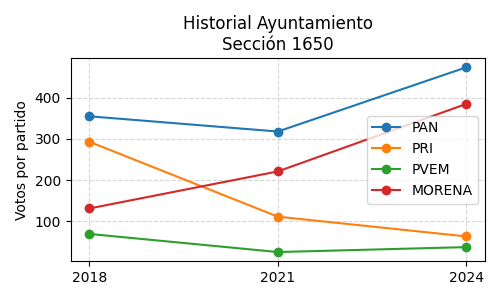 Historial Ayuntamiento
Sección 1650
Votos por partido
400
300
200
100
2018
2021
2024
PAN
PRI
PVEM
MORENA